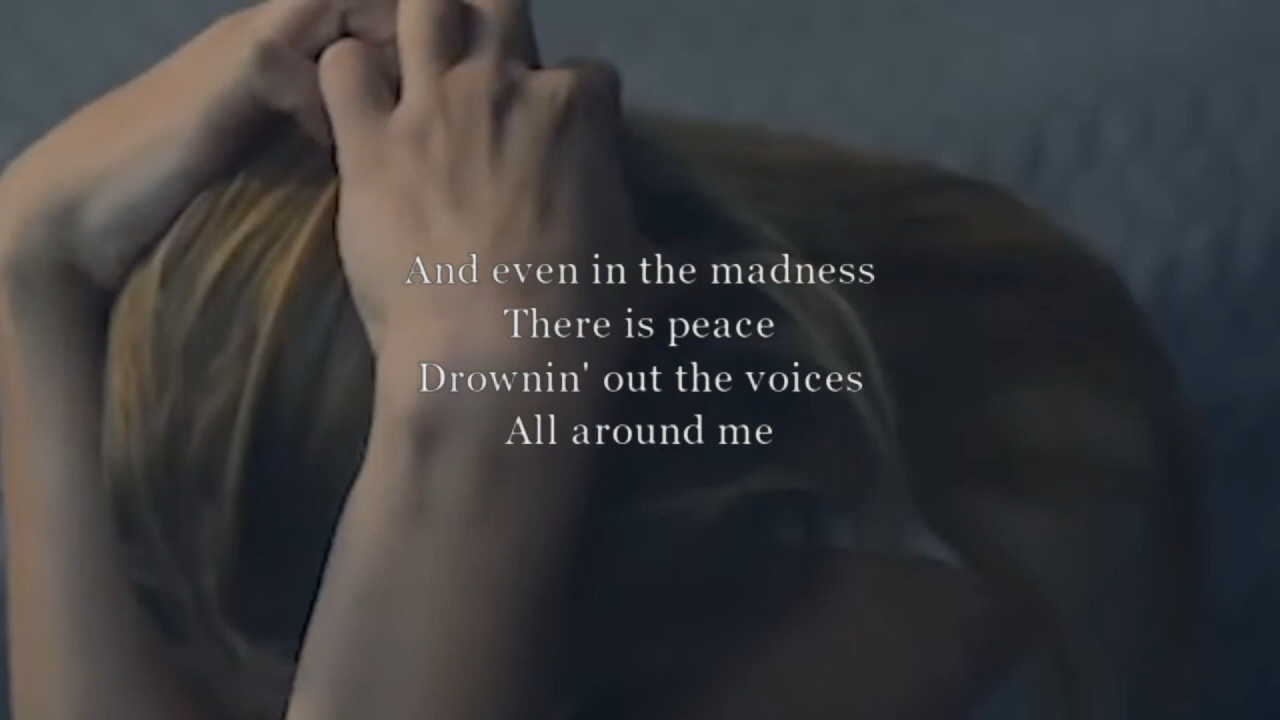 And even in the madness
There is peace
Drownin' out the voices
All around me